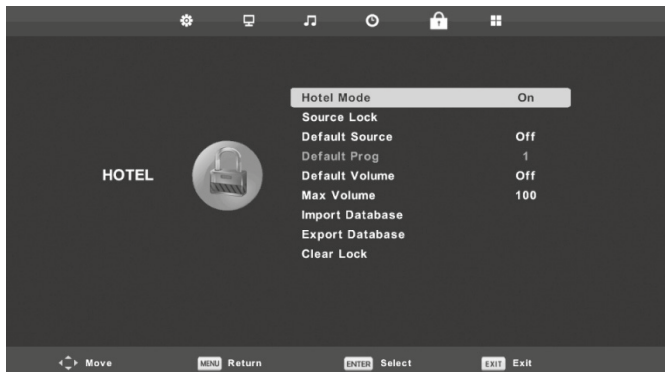 Hotel Mode On
Source Lock
Default Source Off
Default Prog 1
HOTEL
Default Volume Off
Max Volume 100
Import Database
Export Database
Clear Lock
Move MENU Return ENTER Select EXIT Exit